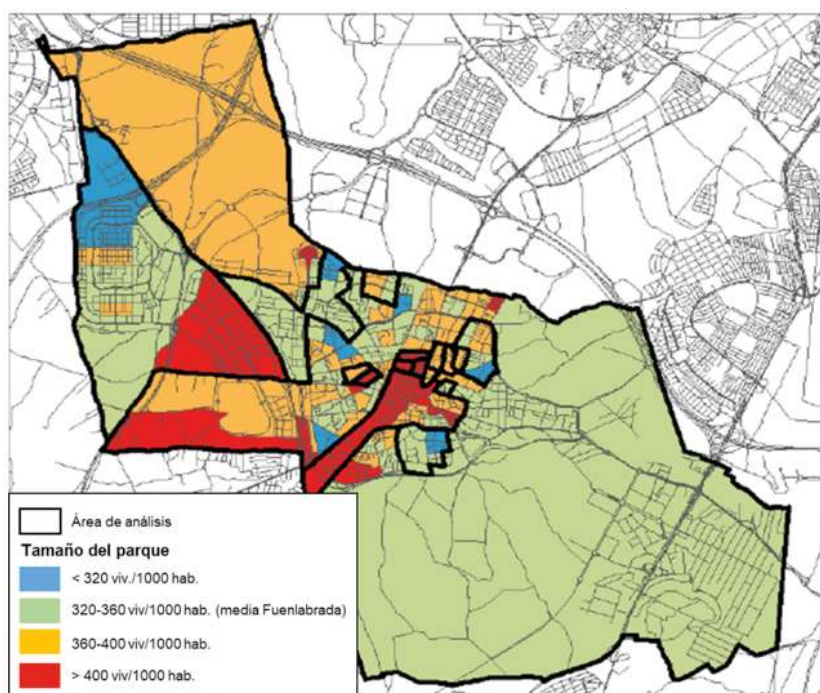 Área de análisis
Tamaño del parque
< 320 viv./1000 hab.
320-360 viv/1000 hab. (media Fuenlabrada)
360-400 viv/1000 hab.
> 400 viv/1000 hab.